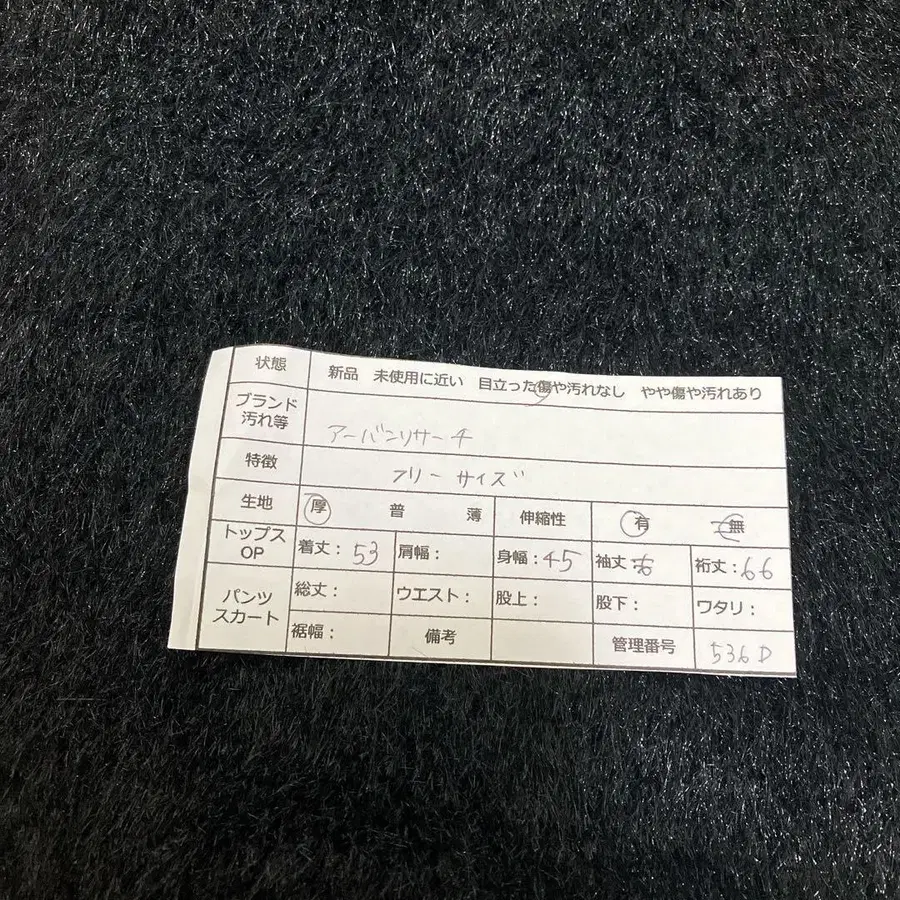 状態 新品 未使用に近い 目立った傷や汚れなし やや傷や汚れあり
ブランド
汚れ等 アーバンリサーチ
特徴 フリーサイズ
生地 厚 普 薄 伸縮性 有 無
トップス
OP 着丈：53 肩幅： 身幅：45 袖丈： 裄丈：66
パンツ
スカート 総丈： ウエスト： 股上： 股下： ワタリ：
裾幅： 備考 管理番号 536D